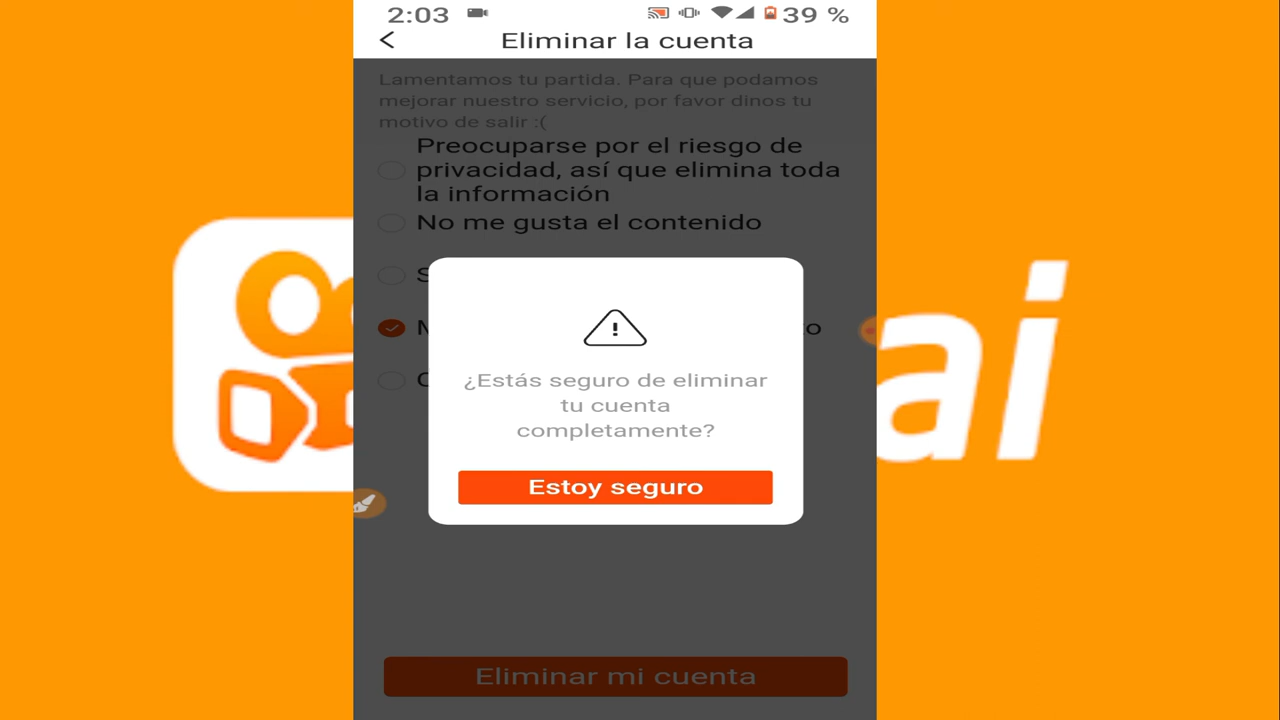 2:03
39 %
Eliminar la cuenta
Lamentamos tu partida. Para que podamos
mejorar nuestro servicio, por favor dinos tu
motivo de salir :(
Preocuparse por el riesgo de
privacidad, así que elimina toda
la información
No me gusta el contenido
¿Estás seguro de eliminar
tu cuenta
completamente?
Estoy seguro
Eliminar mi cuenta
ai